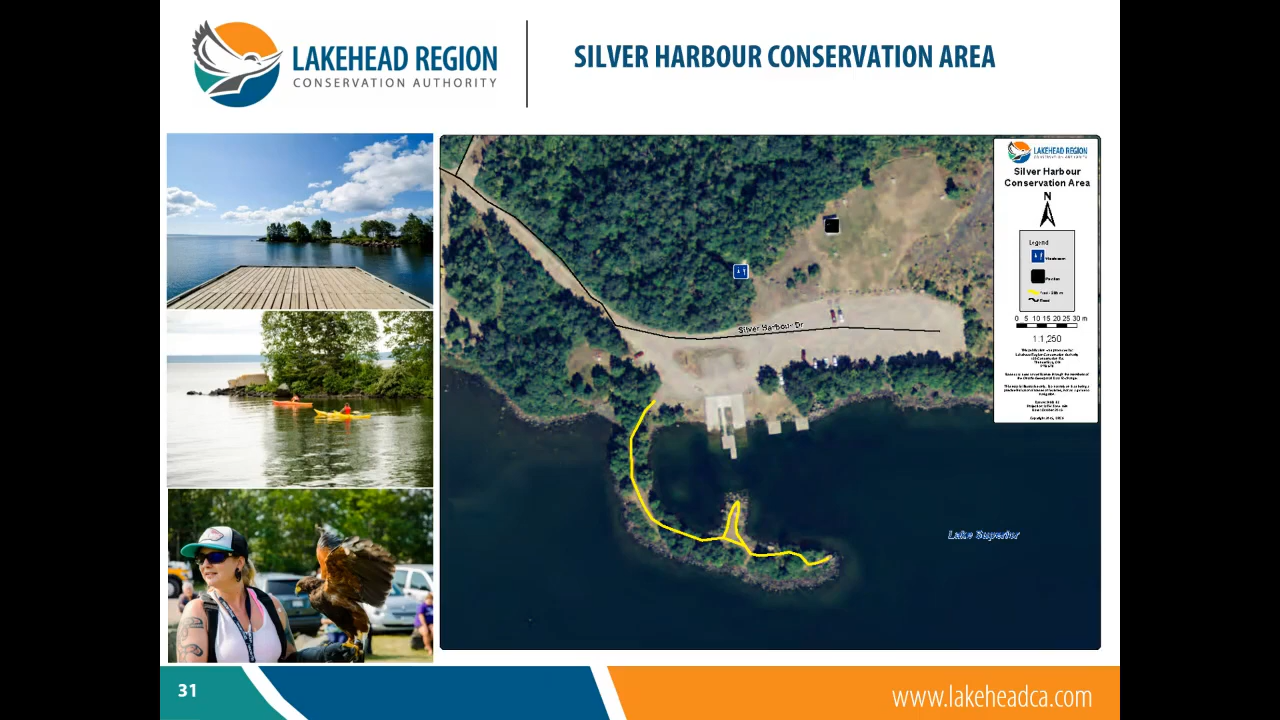 LAKEHEAD REGION
CONSERVATION AUTHORITY
SILVER HARBOUR CONSERVATION AREA
LAKEHEAD REGION
Silver Harbour
Conservation Area
N
Legend
Road
0 5 10 15 20 25 30 m
1:1,250
Silver Harbour Dr
Lake Superior
31
www.lakeheadca.com